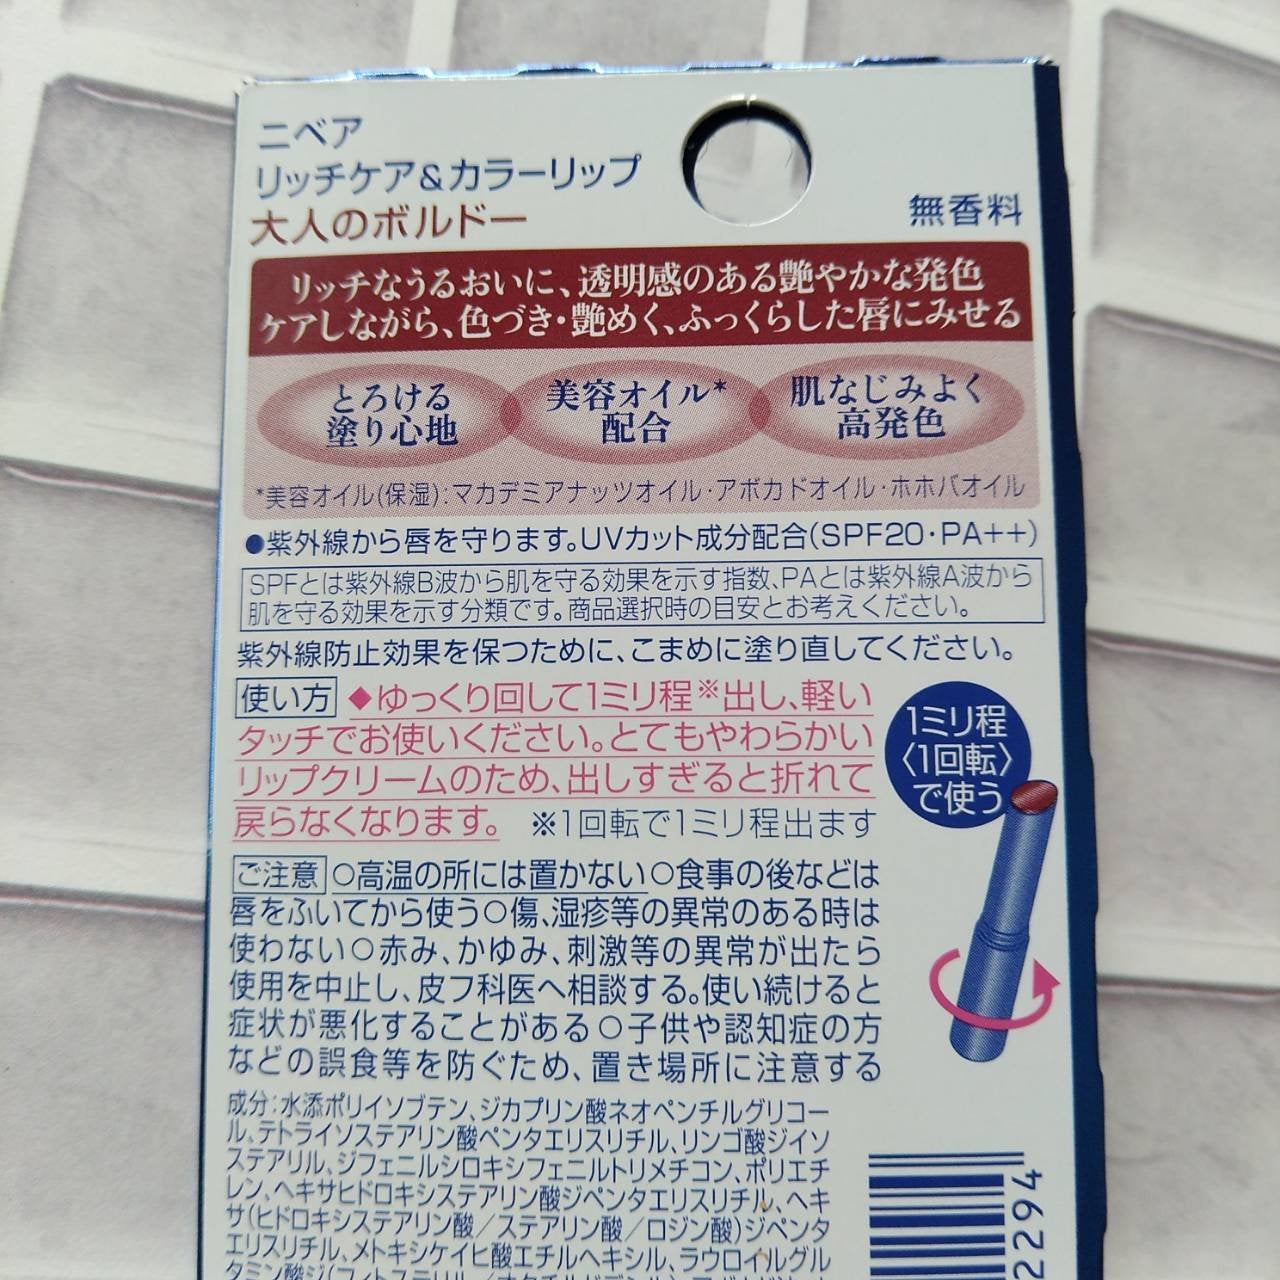 ニベア
リッチケア&カラーリップ
大人のボルドー
無香料
リッチなうるおいに、透明感のある艶やかな発色
ケアしながら、色づき・艶めく、ふっくらした唇にみせる
とろける
塗り心地
美容オイル*
配合
肌なじみよく
高発色
*美容オイル(保湿):マカデミアナッツオイル・アボカドオイル・ホホバオイル
●紫外線から唇を守ります。UVカット成分配合(SPF20・PA++)
SPFとは紫外線B波から肌を守る効果を示す指数、PAとは紫外線A波から
肌を守る効果を示す分類です。商品選択時の目安とお考えください。
紫外線防止効果を保つために、こまめに塗り直してください。
使い方 ◆ゆっくり回して1ミリ程※出し、軽い
タッチでお使いください。とてもやわらかい
リップクリームのため、出しすぎると折れて
戻らなくなります。 ※1回転で1ミリ程出ます
1ミリ程
〈1回転〉
で使う
ご注意 ○高温の所には置かない○食事の後などは
唇をふいてから使う○傷、湿疹等の異常のある時は
使わない○赤み、かゆみ、刺激等の異常が出たら
使用を中止し、皮フ科医へ相談する。使い続けると
症状が悪化することがある○子供や認知症の方
などの誤食等を防ぐため、置き場所に注意する
成分:水添ポリイソブテン、ジカプリン酸ネオペンチルグリコー
ル、テトライソステアリン酸ペンタエリスリチル、リンゴ酸ジイソ
ステアリル、ジフェニルシロキシフェニルトリメチコン、ポリエチ
レン、ヘキサヒドロキシステアリン酸ジペンタエリスリチル、ヘキ
サ(ヒドロキシステアリン酸/ステアリン酸/ロジン酸)ジペンタ
エリスリチル、メトキシケイヒ酸エチルヘキシル、ラウロイルグル
タミン酸ジ(フィトステリル/オクチルドデシル)
2294